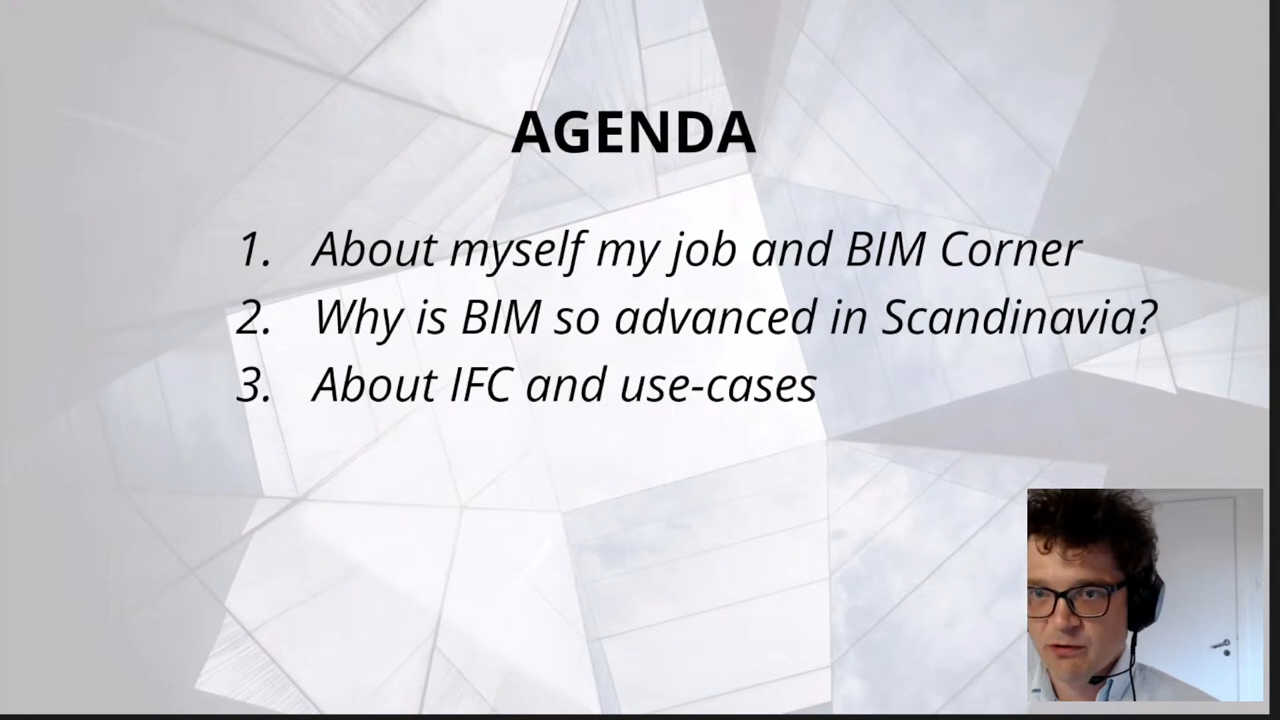 AGENDA
1. About myself my job and BIM Corner
2. Why is BIM so advanced in Scandinavia?
3. About IFC and use-cases